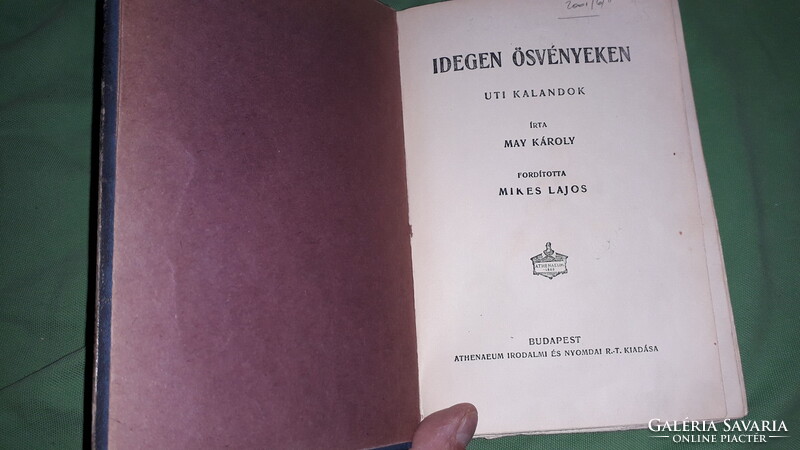 IDEGEN ÖSVÉNYEKEN
UTI KALANDOK
ÍRTA
MAY KÁROLY
FORDÍTOTTA
MIKES LAJOS
ATHENAEUM
BUDAPEST
ATHENAEUM IRODALMI ÉS NYOMDAI R.-T. KIADÁSA
GALÉRIA SAVARIA
ONLINE PIACTÉR